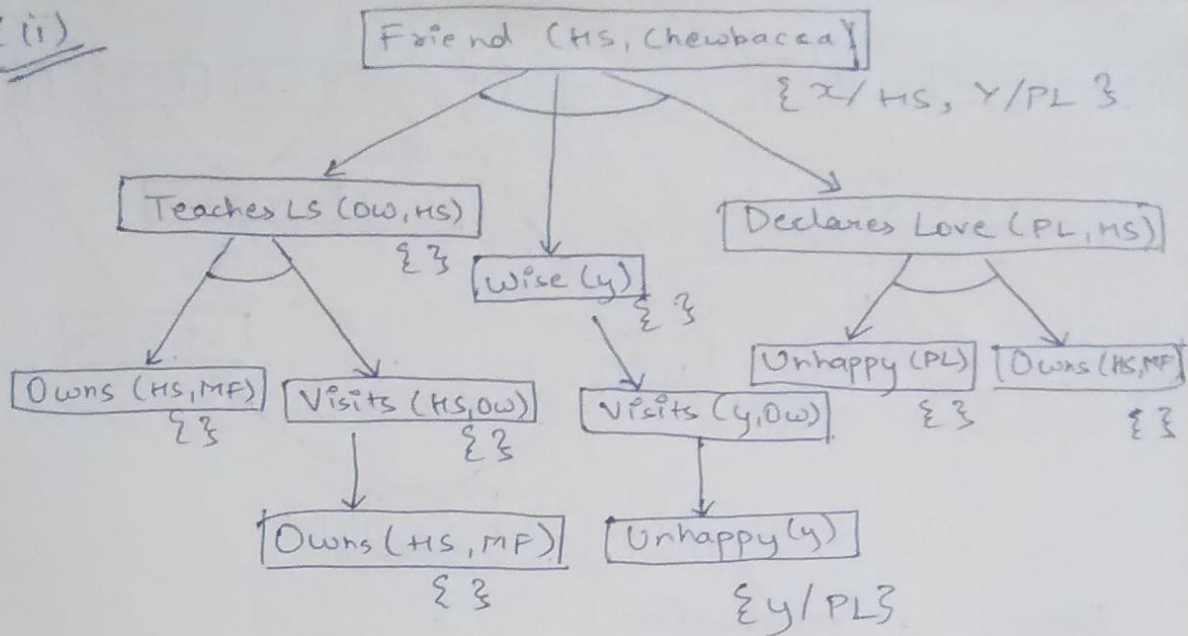 (i)
Friend (HS, Chewbacca)
{x/HS, Y/PL}
Teaches LS (OW, HS)
{ }
Wise (y)
{ }
Declares Love (PL, HS)
Owns (HS, MF)
{ }
Visits (HS, OW)
{ }
Visits (y, OW)
Unhappy (PL)
{ }
Owns (HS, MF)
{ }
Owns (HS, MF)
{ }
Unhappy (y)
{y/PL}